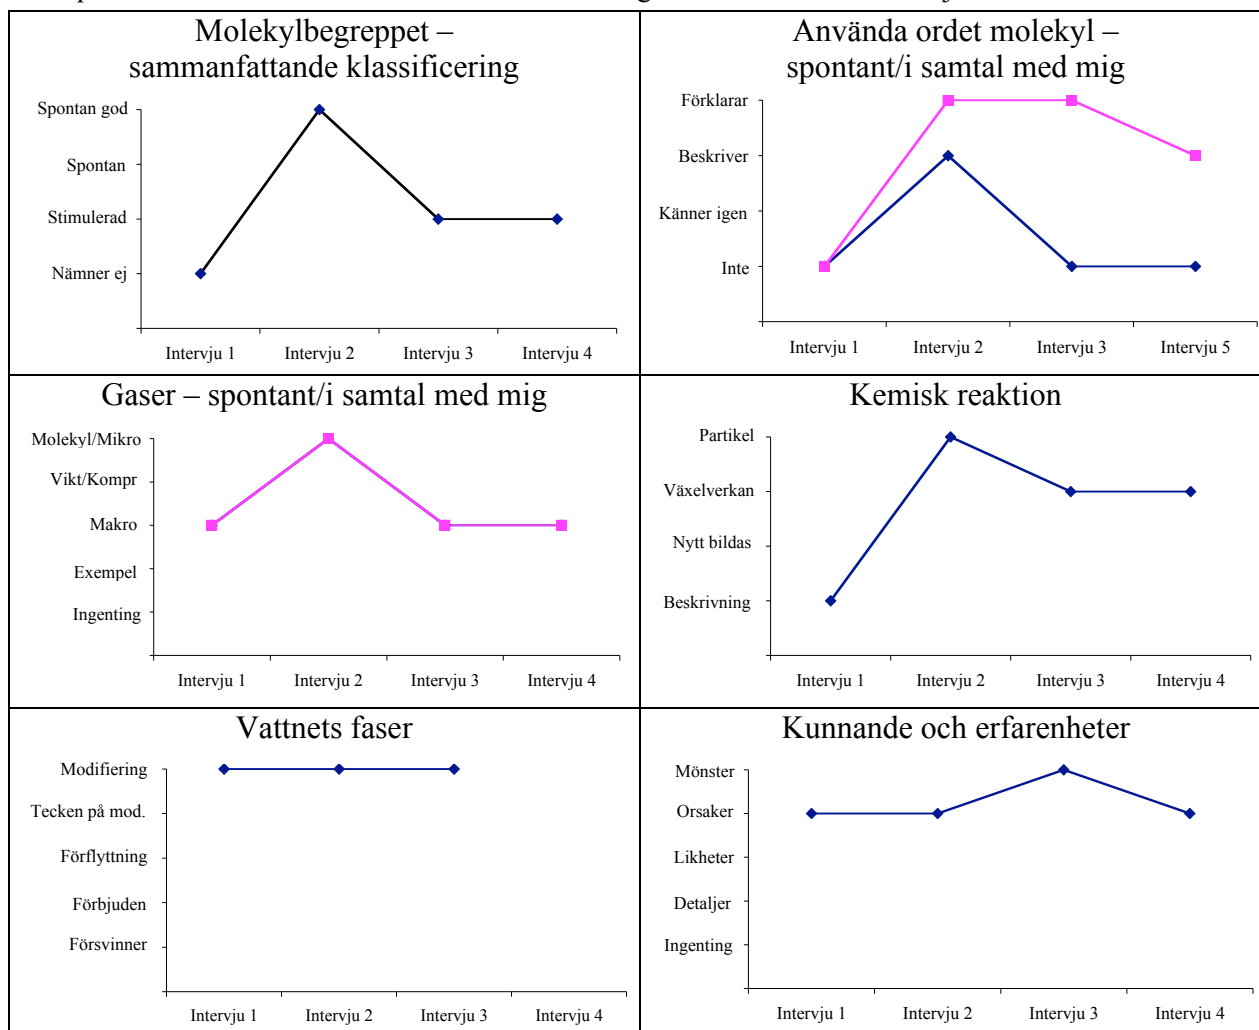 Molekylbegreppet –
sammanfattande klassificering
Spontan god
Spontan
Stimulerad
Nämner ej
Intervju 1
Intervju 2
Intervju 3
Intervju 4
Använda ordet molekyl –
spontant/i samtal med mig
Förklarar
Beskriver
Känner igen
Inte
Intervju 1
Intervju 2
Intervju 3
Intervju 5
Gaser – spontant/i samtal med mig
Molekyl/Mikro
Vikt/Kompr
Makro
Exempel
Ingenting
Intervju 1
Intervju 2
Intervju 3
Intervju 4
Kemisk reaktion
Partikel
Växelverkan
Nytt bildas
Beskrivning
Intervju 1
Intervju 2
Intervju 3
Intervju 4
Vattnets faser
Modifiering
Tecken på mod.
Förflyttning
Förbjuden
Försvinner
Intervju 1
Intervju 2
Intervju 3
Intervju 4
Kunnande och erfarenheter
Mönster
Orsaker
Likheter
Detaljer
Ingenting
Intervju 1
Intervju 2
Intervju 3
Intervju 4